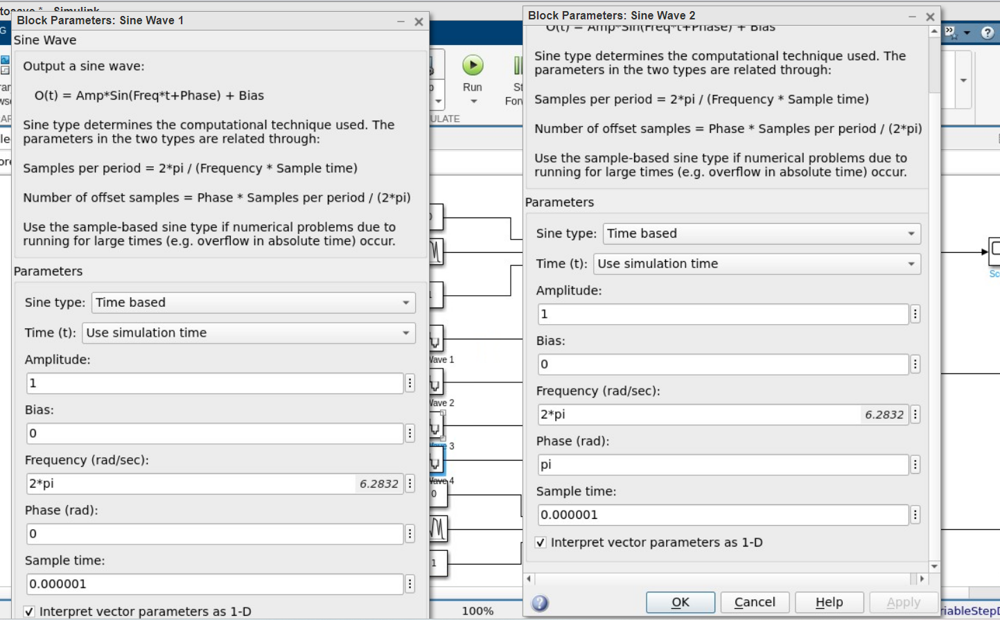 Block Parameters: Sine Wave 1
Sine Wave
Output a sine wave:
O(t) = Amp*Sin(Freq*t+Phase) + Bias
Sine type determines the computational technique used. The
parameters in the two types are related through:
Samples per period = 2*pi / (Frequency * Sample time)
Number of offset samples = Phase * Samples per period / (2*pi)
Use the sample-based sine type if numerical problems due to
running for large times (e.g. overflow in absolute time) occur.
Parameters
Sine type: Time based
Time (t): Use simulation time
Amplitude:
1
Bias:
0
Frequency (rad/sec):
2*pi 6.2832
Phase (rad):
0
Sample time:
0.000001
Interpret vector parameters as 1-D
Run
ULATE
Wave 1
Wave 2
3
Wave 4
0
1
100%
Block Parameters: Sine Wave 2
O(t) = Amp*Sin(Freq*t+Phase) + Bias
Sine type determines the computational technique used. The
parameters in the two types are related through:
Samples per period = 2*pi / (Frequency * Sample time)
Number of offset samples = Phase * Samples per period / (2*pi)
Use the sample-based sine type if numerical problems due to
running for large times (e.g. overflow in absolute time) occur.
Parameters
Sine type: Time based
Time (t): Use simulation time
Amplitude:
1
Bias:
0
Frequency (rad/sec):
2*pi 6.2832
Phase (rad):
pi
Sample time:
0.000001
Interpret vector parameters as 1-D
OK Cancel Help Apply
Sc
riableStepD